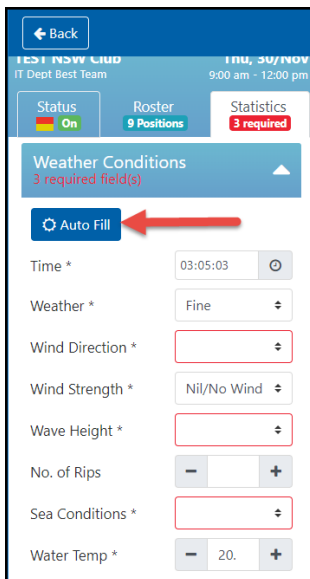 Back
TEST NSW Club Thu, 30/Nov
IT Dept Best Team 9:00 am - 12:00 pm
Status Roster Statistics
On 9 Positions 3 required
Weather Conditions
3 required field(s)
Auto Fill
Time * 03:05:03
Weather * Fine
Wind Direction *
Wind Strength * Nil/No Wind
Wave Height *
No. of Rips
Sea Conditions *
Water Temp * 20.